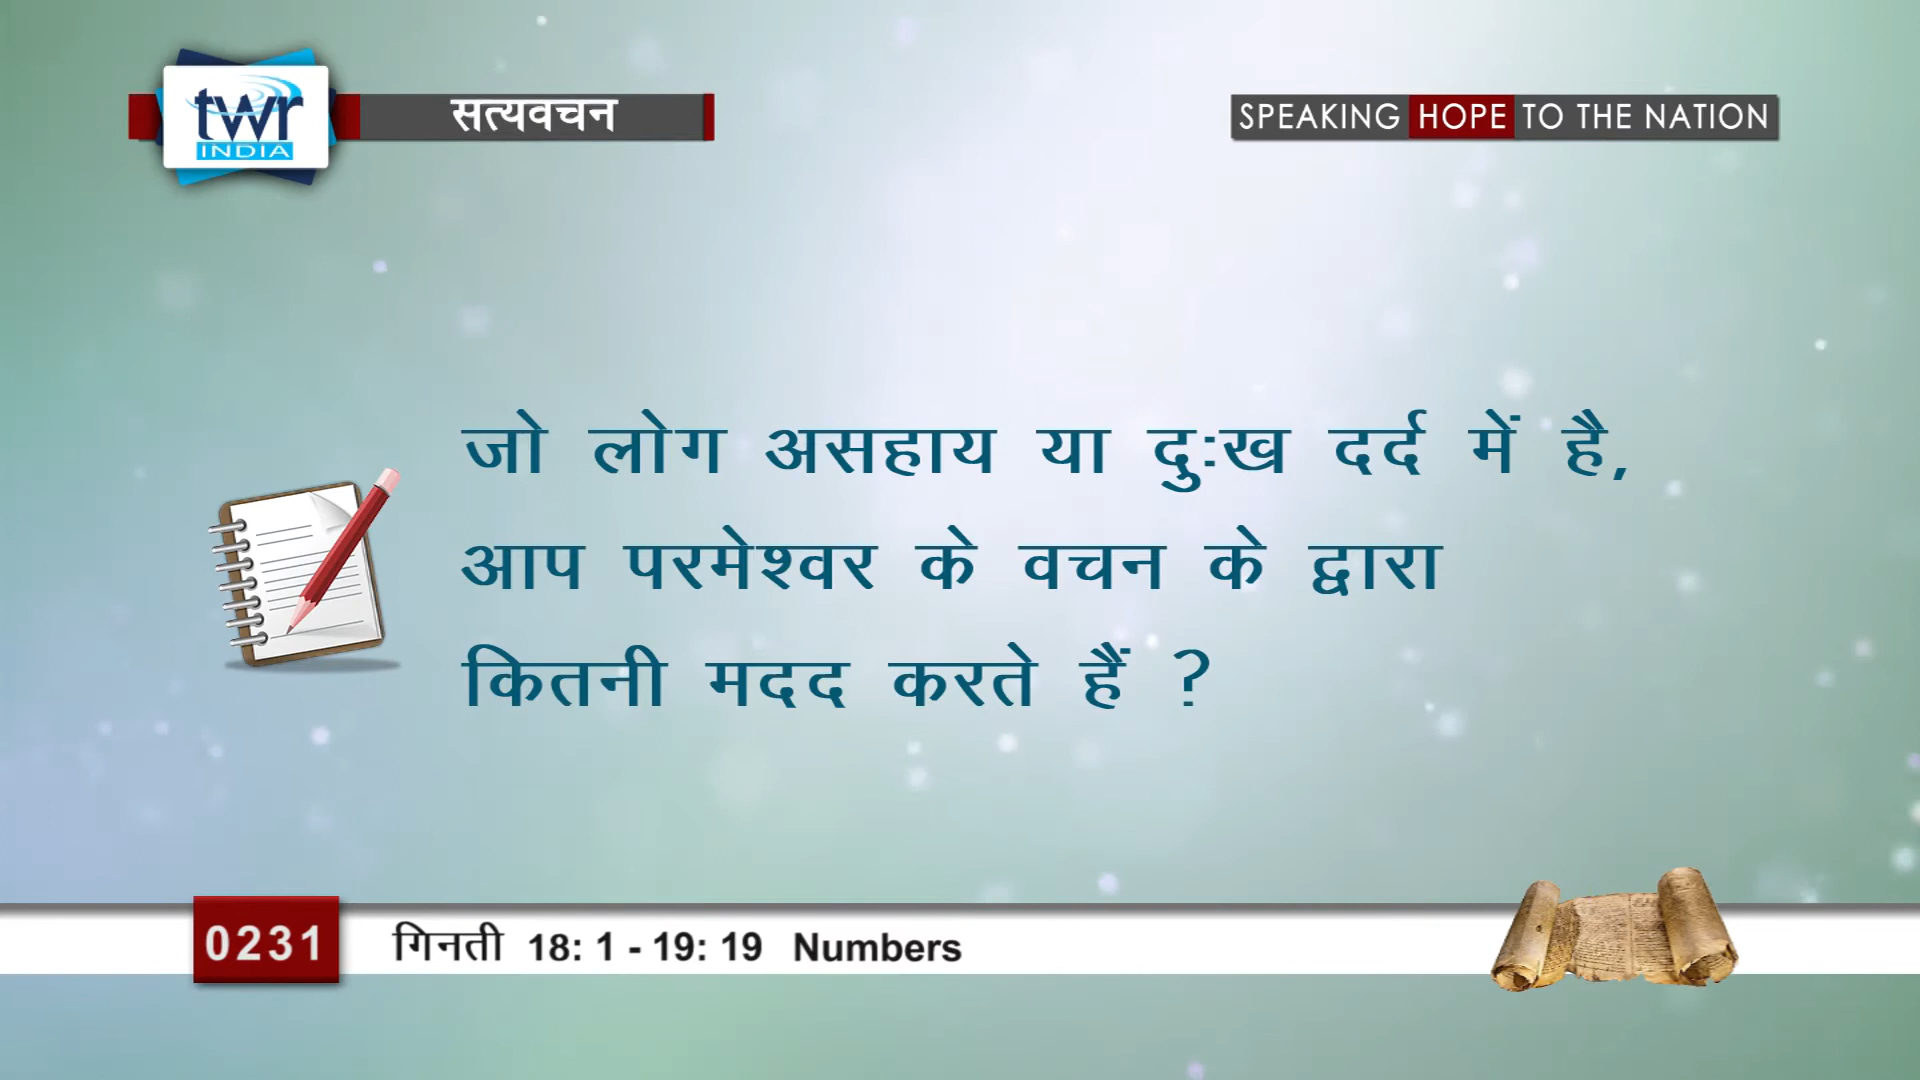 twr
INDIA
सत्यवचन
SPEAKING HOPE TO THE NATION
जो लोग असहाय या दुःख दर्द में है,
आप परमेश्वर के वचन के द्वारा
कितनी मदद करते हैं ?
0231
गिनती 18: 1 - 19: 19 Numbers